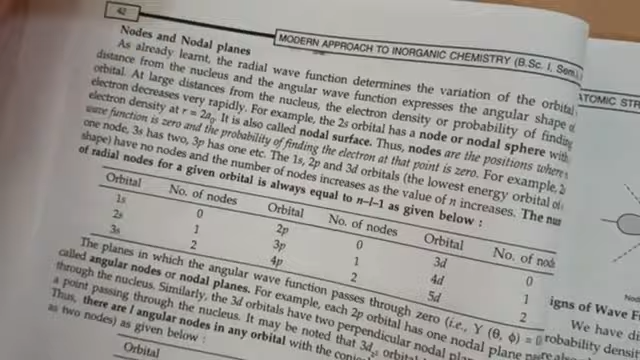 42
MODERN APPROACH TO INORGANIC CHEMISTRY (B.Sc. I. Sem.)
Nodes and Nodal planes
As already learnt, the radial wave function determines the variation of the orbital
distance from the nucleus and the angular wave function expresses the angular shape
orbital. At large distances from the nucleus, the electron density or probability of finding
electron decreases very rapidly. For example, the 2s orbital has a node or nodal sphere with
electron density at r = 2a₀. It is also called nodal surface. Thus, nodes are the positions where
wave function is zero and the probability of finding the electron at that point is zero. For example, 2s
one node, 3s has two, 3p has one etc. The 1s, 2p and 3d orbitals (the lowest energy orbital of
shape) have no nodes and the number of nodes increases as the value of n increases. The
of radial nodes for a given orbital is always equal to n–l–1 as given below :
Orbital No. of nodes Orbital No. of nodes Orbital No. of
1s 0 2p 0 3d 0
2s 1 3p 1 4d 1
3s 2 4p 2 5d 2
The planes in which the angular wave function passes through zero (i.e., Y (θ, ϕ) = 0
called angular nodes or nodal planes. For example, each 2p orbital has one nodal plane
through the nucleus. Similarly, the 3d orbitals have two perpendicular nodal
a point passing through the nucleus. It may be noted that 3d
Thus, there are l angular nodes in any orbital with the
as two nodes) as given below :
Orbital
ATOMIC
igns of Wave
We have
robability